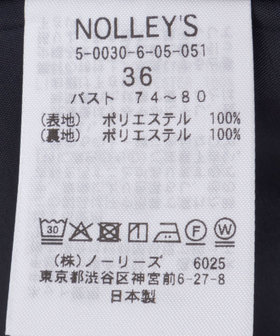 NOLLEY'S
5-0030-6-05-051
36
バスト 74～80
(表地) ポリエステル 100%
(裏地) ポリエステル 100%
30 F W
(株)ノーリーズ 6025
東京都渋谷区神宮前6-27-8
日本製